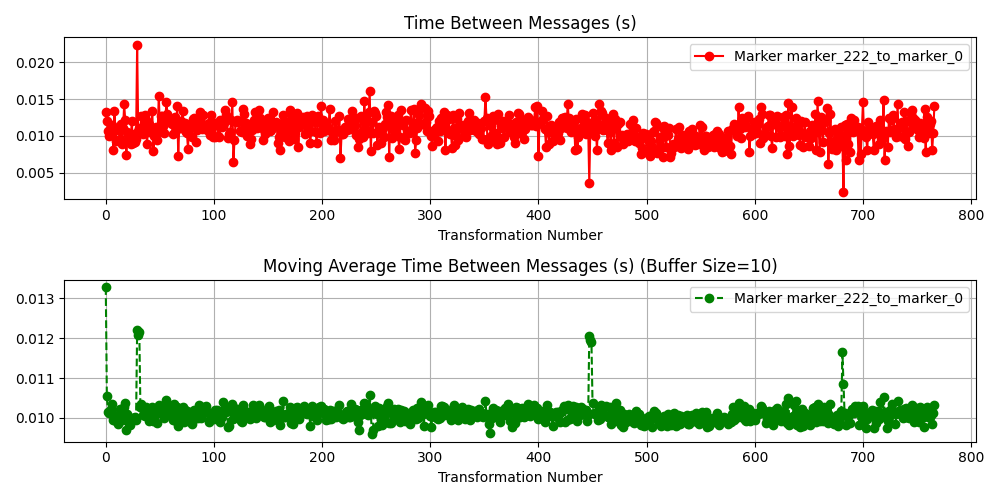 Time Between Messages (s)
Marker marker_222_to_marker_0
0.020
0.015
0.010
0.005
0 100 200 300 400 500 600 700 800
Transformation Number
Moving Average Time Between Messages (s) (Buffer Size=10)
Marker marker_222_to_marker_0
0.013
0.012
0.011
0.010
0 100 200 300 400 500 600 700 800
Transformation Number